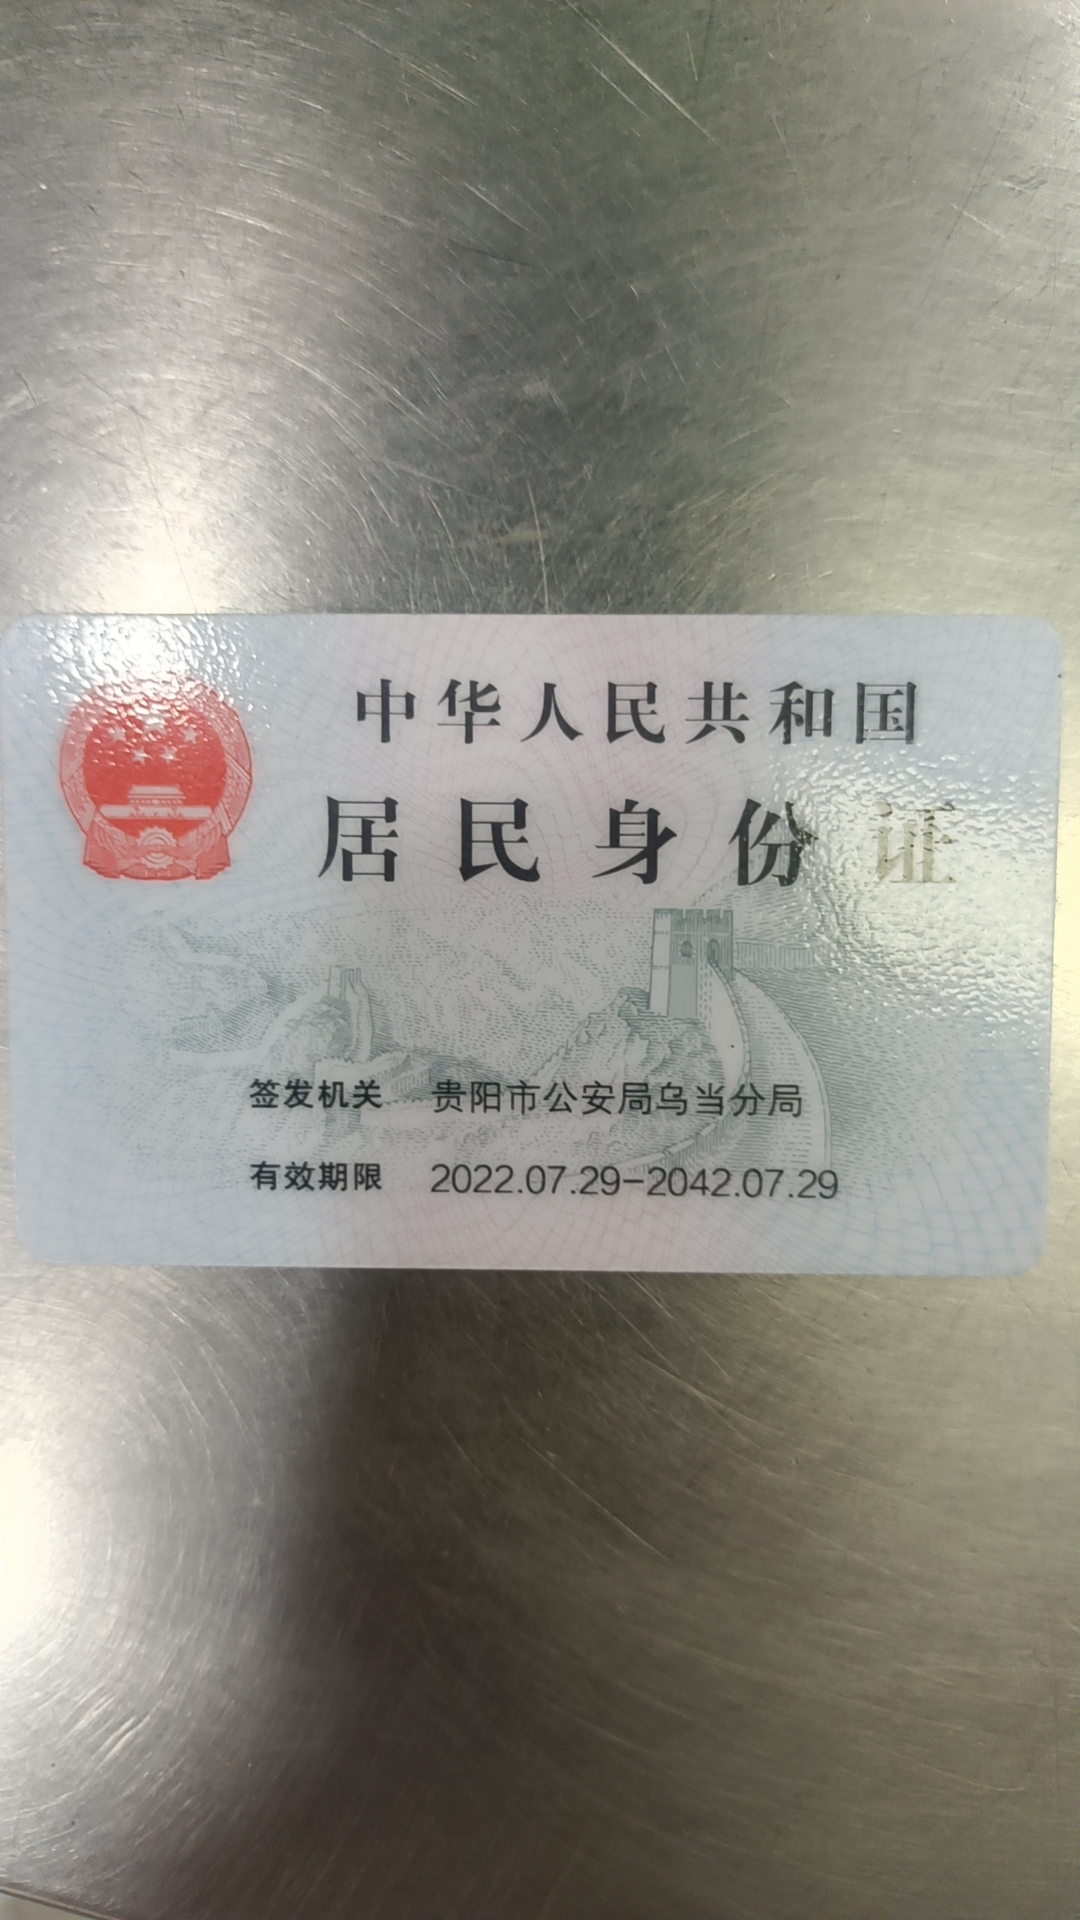 中华人民共和国
居民身份证
签发机关 贵阳市公安局乌当分局
有效期限 2022.07.29-2042.07.29